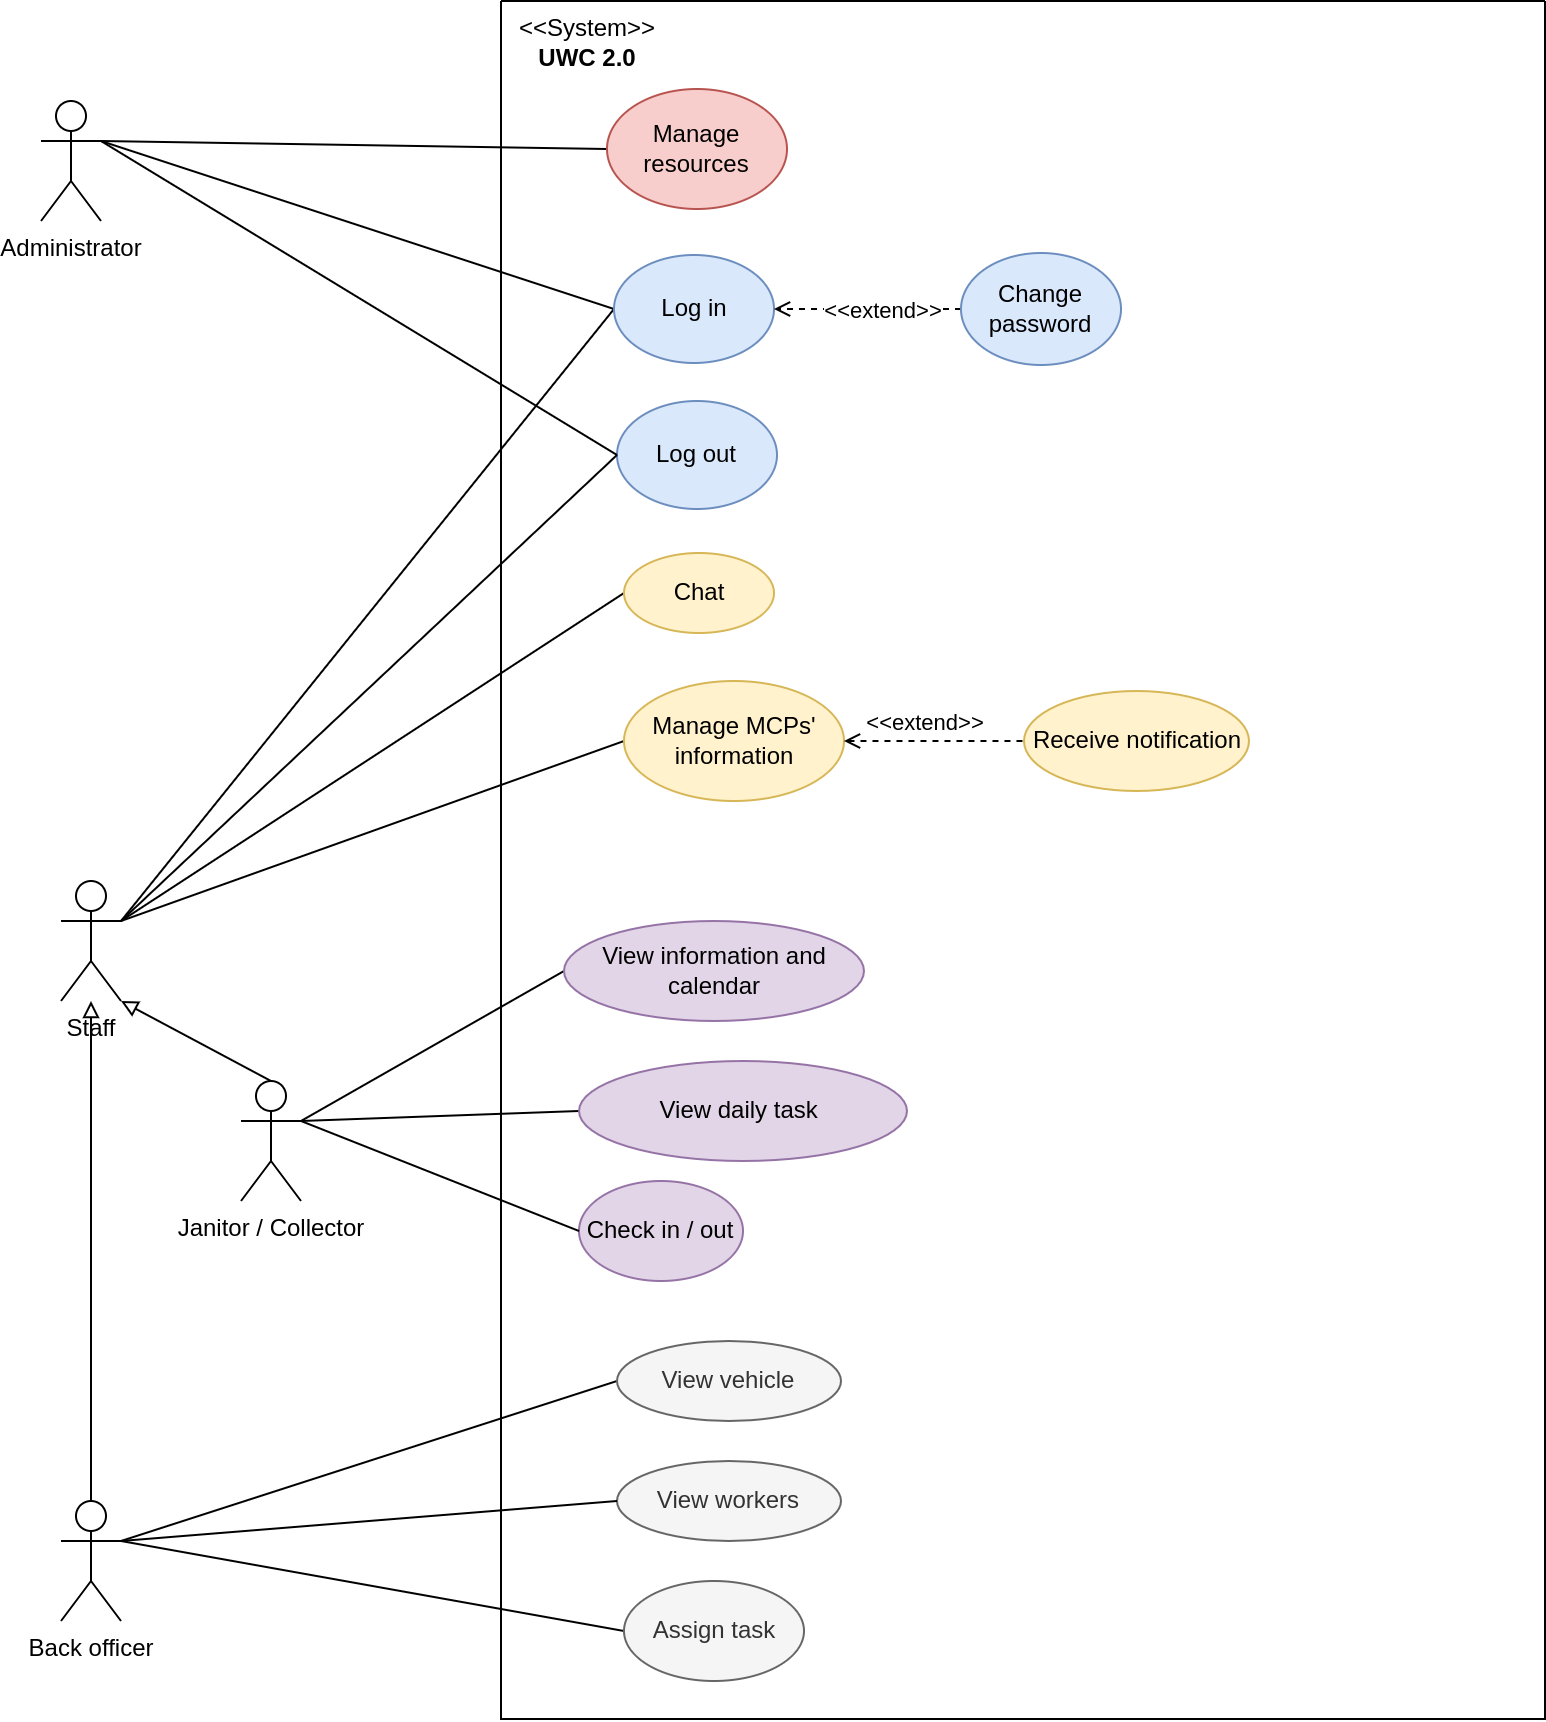 <<System>>
UWC 2.0
Manage
resources
Administrator
Log in
<<extend>>
Change
password
Log out
Chat
Manage MCPs'
information
<<extend>>
Receive notification
Staff
View information and
calendar
View daily task
Janitor / Collector
Check in / out
View vehicle
View workers
Assign task
Back officer